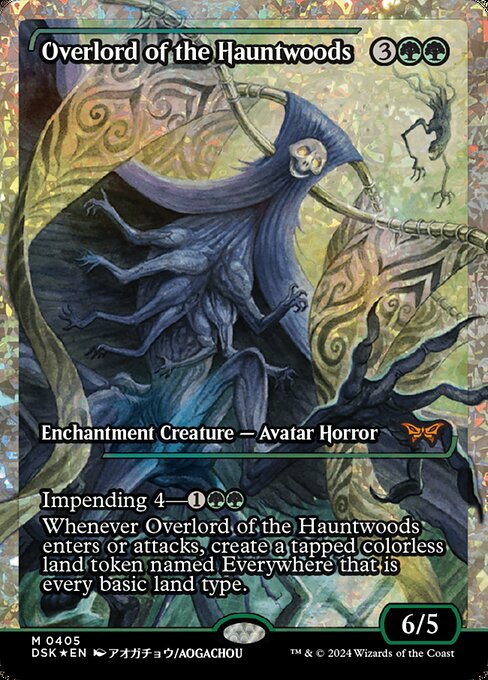 Overlord of the Hauntwoods 3
Enchantment Creature — Avatar Horror
Impending 4—1
Whenever Overlord of the Hauntwoods
enters or attacks, create a tapped colorless
land token named Everywhere that is
every basic land type.
6/5
M 0405
DSK★EN アオガチョウ/AOGACHOU
™ & © 2024 Wizards of the Coast